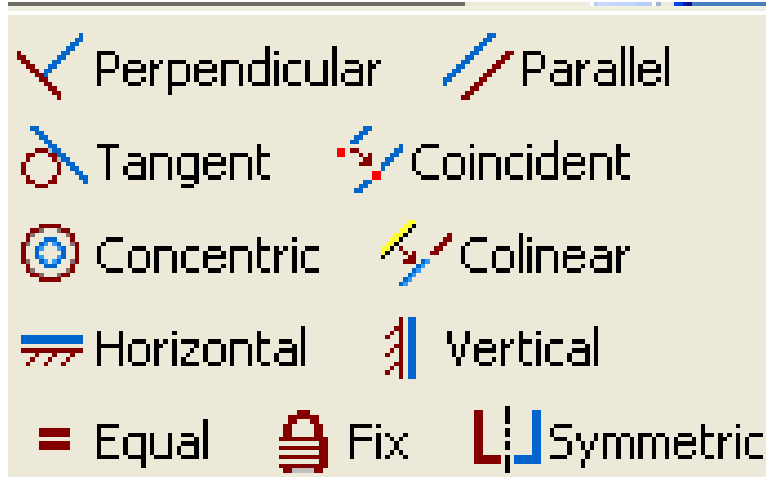 Perpendicular Parallel
Tangent Coincident
Concentric Colinear
Horizontal Vertical
Equal Fix Symmetric